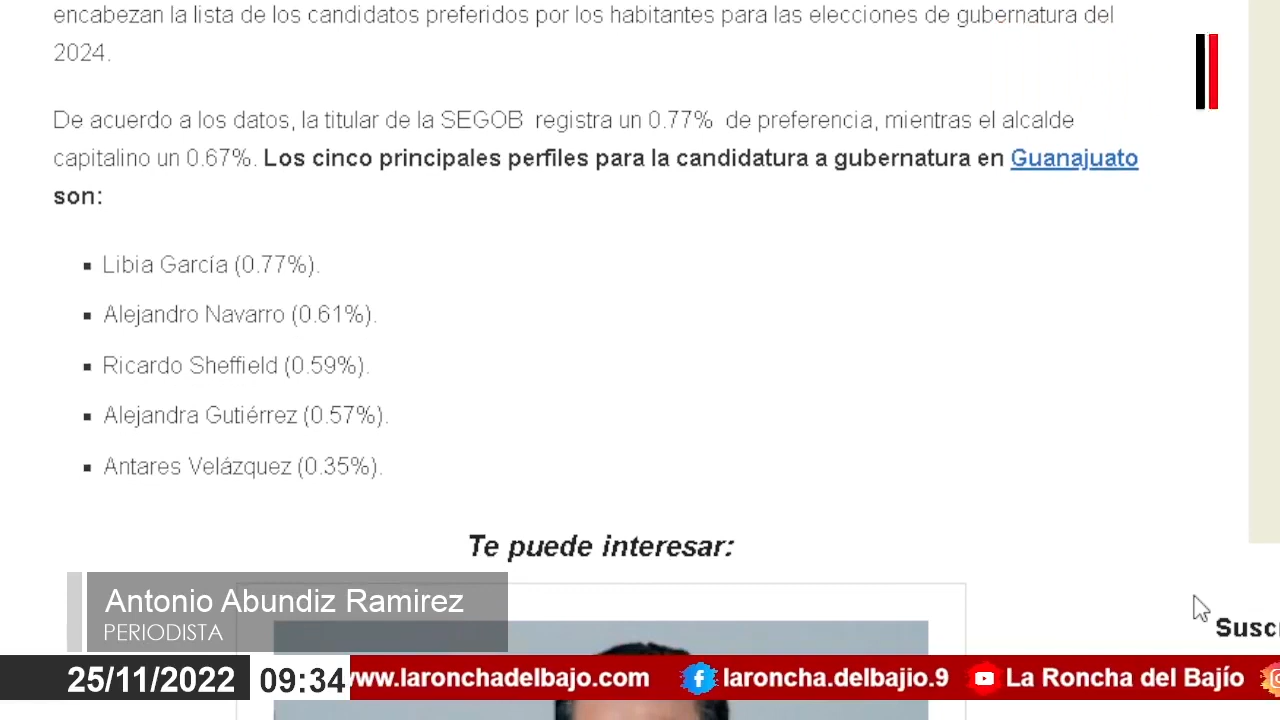 encabezan la lista de los candidatos preferidos por los habitantes para las elecciones de gubernatura del
2024.
De acuerdo a los datos, la titular de la SEGOB registra un 0.77% de preferencia, mientras el alcalde
capitalino un 0.67%. Los cinco principales perfiles para la candidatura a gubernatura en Guanajuato
son:
Libia García (0.77%).
Alejandro Navarro (0.61%).
Ricardo Sheffield (0.59%).
Alejandra Gutiérrez (0.57%).
Antares Velázquez (0.35%).
Te puede interesar:
Antonio Abundiz Ramirez
PERIODISTA
Suscr
25/11/2022 09:34 www.laronchadelbajo.com laroncha.delbajio.9 La Roncha del Bajío